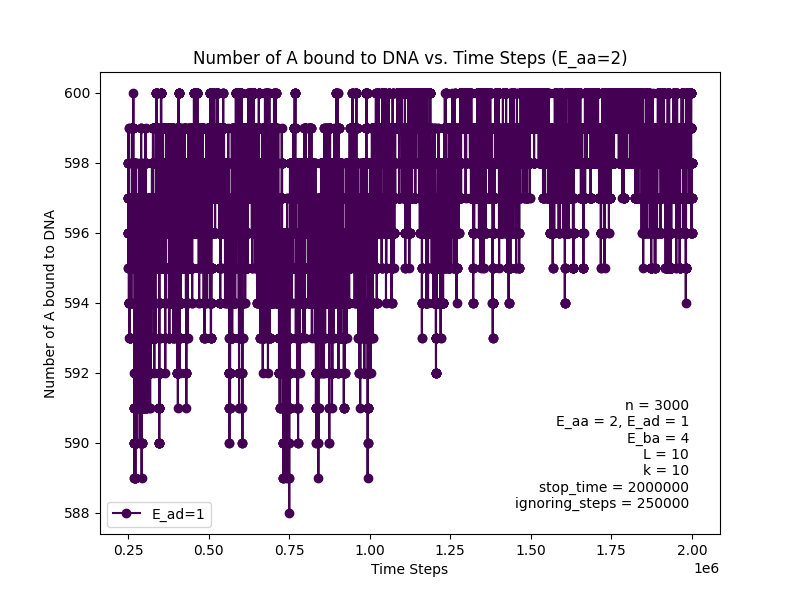 Number of A bound to DNA vs. Time Steps (E_aa=2)
Number of A bound to DNA
600
598
596
594
592
590
588
n = 3000
E_aa = 2, E_ad = 1
E_ba = 4
L = 10
k = 10
stop_time = 2000000
ignoring_steps = 250000
E_ad=1
0.25 0.50 0.75 1.00 1.25 1.50 1.75 2.00
1e6
Time Steps